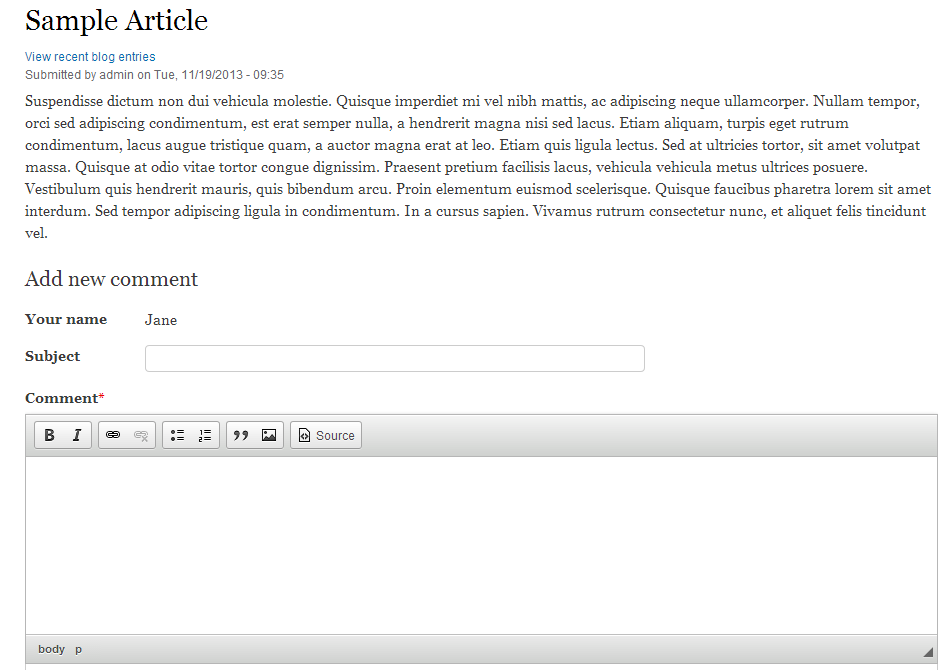 Sample Article
View recent blog entries
Submitted by admin on Tue, 11/19/2013 - 09:35
Suspendisse dictum non dui vehicula molestie. Quisque imperdiet mi vel nibh mattis, ac adipiscing neque ullamcorper. Nullam tempor,
orci sed adipiscing condimentum, est erat semper nulla, a hendrerit magna nisi sed lacus. Etiam aliquam, turpis eget rutrum
condimentum, lacus augue tristique quam, a auctor magna erat at leo. Etiam quis ligula lectus. Sed at ultricies tortor, sit amet volutpat
massa. Quisque at odio vitae tortor congue dignissim. Praesent pretium facilisis lacus, vehicula vehicula metus ultrices posuere.
Vestibulum quis hendrerit mauris, quis bibendum arcu. Proin elementum euismod scelerisque. Quisque faucibus pharetra lorem sit amet
interdum. Sed tempor adipiscing ligula in condimentum. In a cursus sapien. Vivamus rutrum consectetur nunc, et aliquet felis tincidunt
vel.
Add new comment
Your name Jane
Subject
Comment*
B I Source
body p